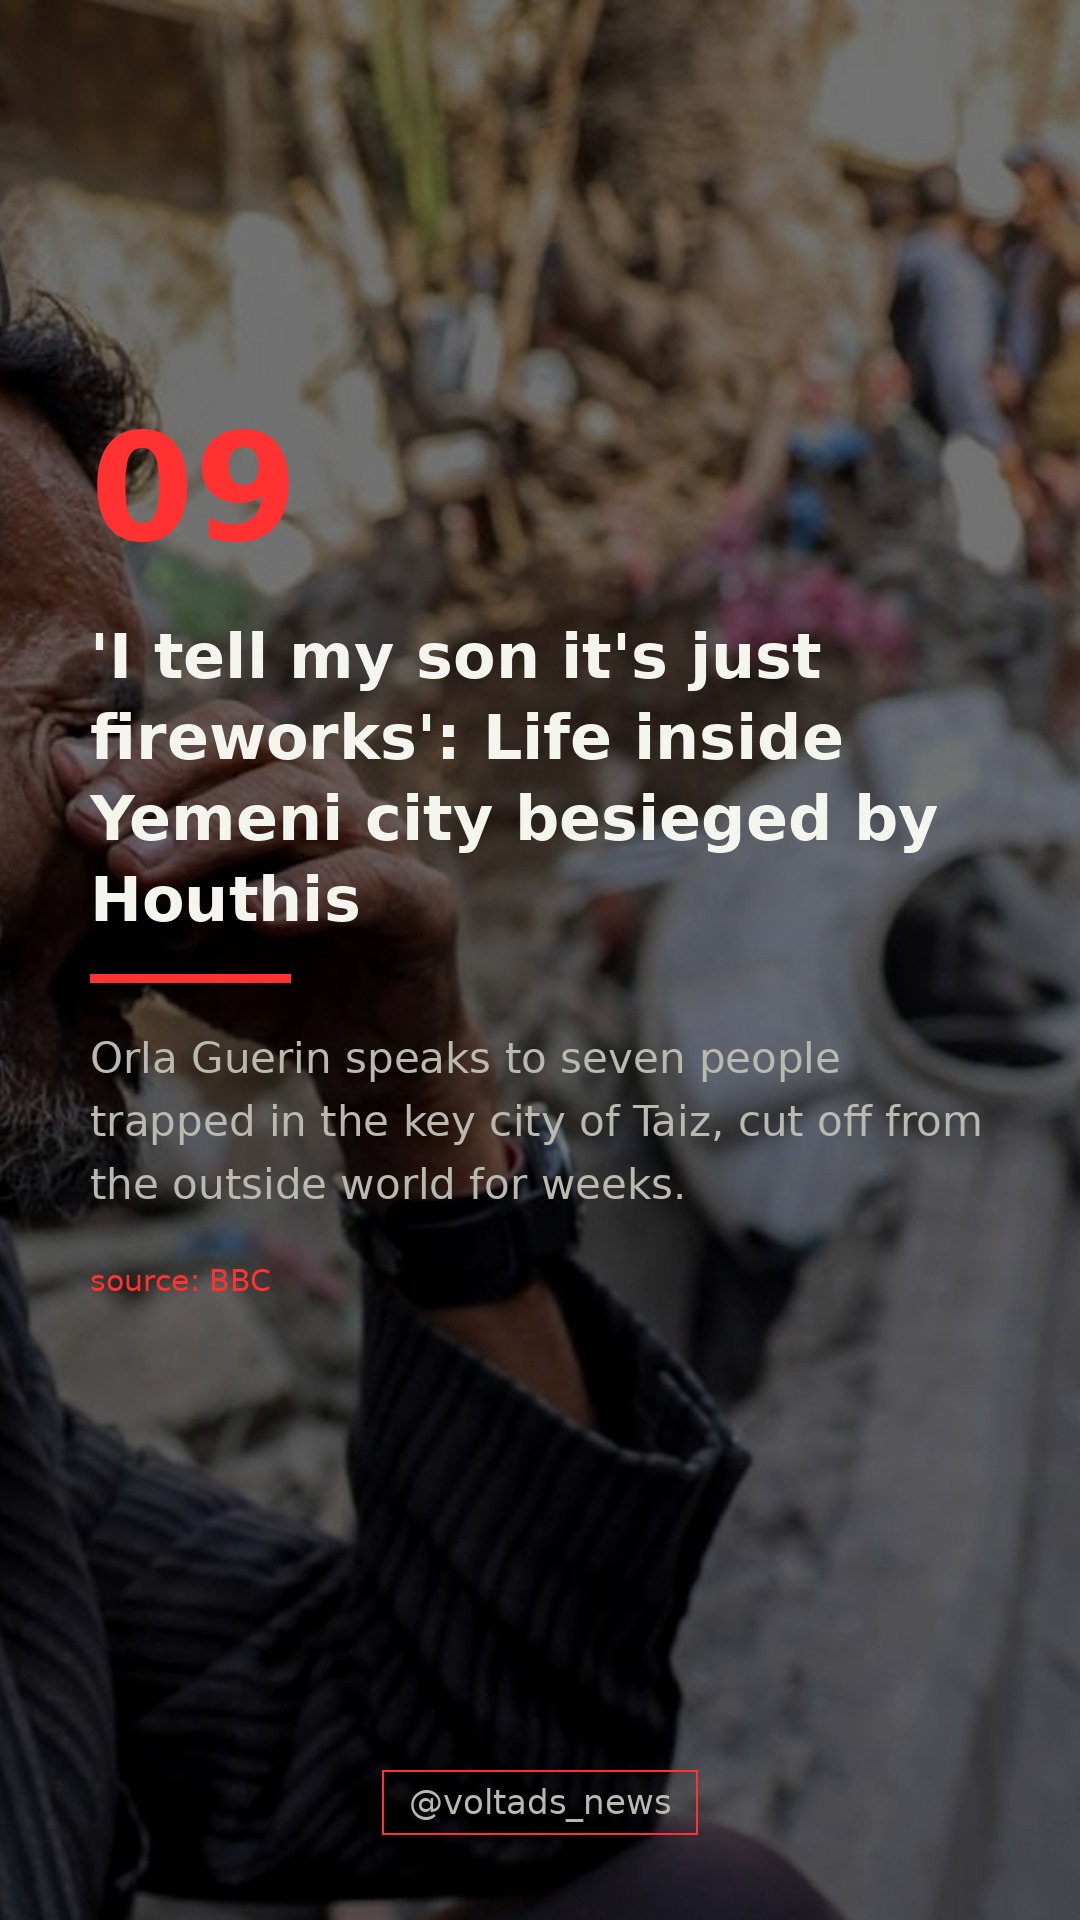 09
'I tell my son it's just
fireworks': Life inside
Yemeni city besieged by
Houthis
Orla Guerin speaks to seven people
trapped in the key city of Taiz, cut off from
the outside world for weeks.
source: BBC
@voltads_news